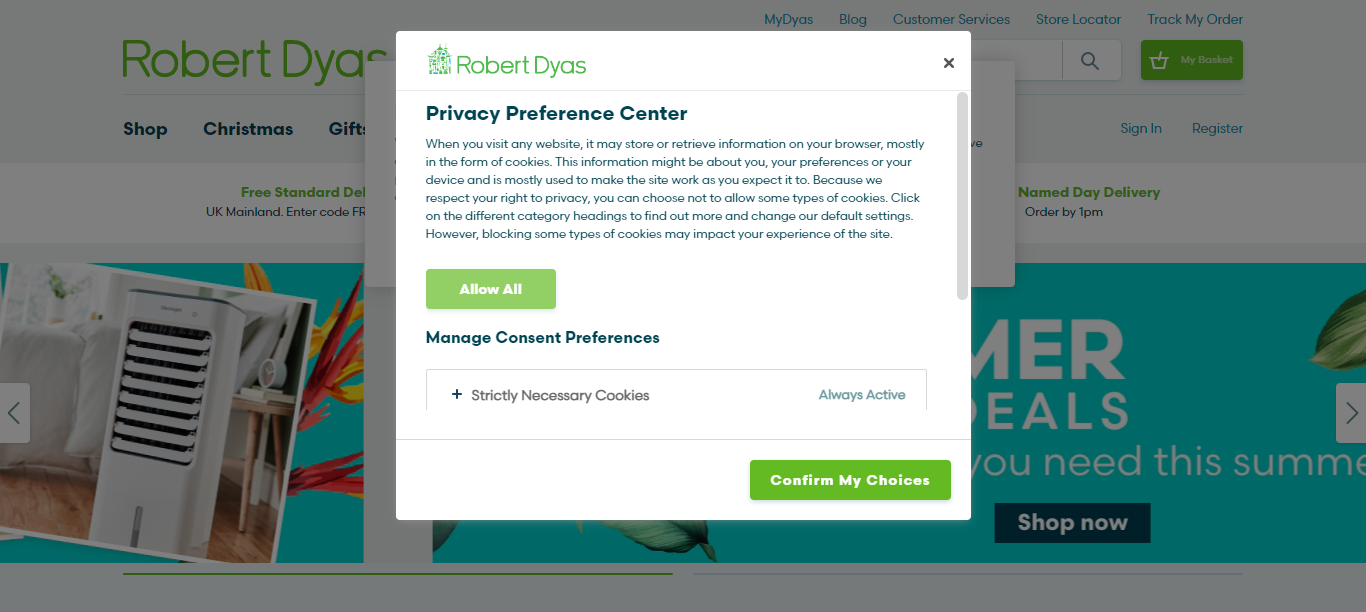 MyDyas Blog Customer Services Store Locator Track My Order
Robert Dyas
My Basket
Shop Christmas Gifts
Sign In Register
Free Standard Del
UK Mainland. Enter code FR
Named Day Delivery
Order by 1pm
Robert Dyas
Privacy Preference Center
When you visit any website, it may store or retrieve information on your browser, mostly
in the form of cookies. This information might be about you, your preferences or your
device and is mostly used to make the site work as you expect it to. Because we
respect your right to privacy, you can choose not to allow some types of cookies. Click
on the different category headings to find out more and change our default settings.
However, blocking some types of cookies may impact your experience of the site.
Allow All
Manage Consent Preferences
+ Strictly Necessary Cookies Always Active
Confirm My Choices
MER
DEALS
you need this summe
Shop now